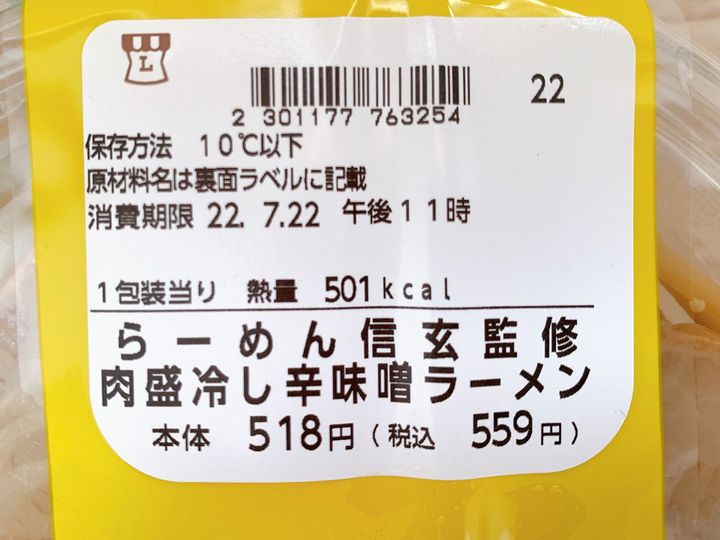 L
22
2 301177 763254
保存方法 10℃以下
原材料名は裏面ラベルに記載
消費期限 22. 7.22 午後11時
1包装当り 熱量 501kcal
らーめん信玄監修
肉盛冷し辛味噌ラーメン
本体 518円(税込 559円)